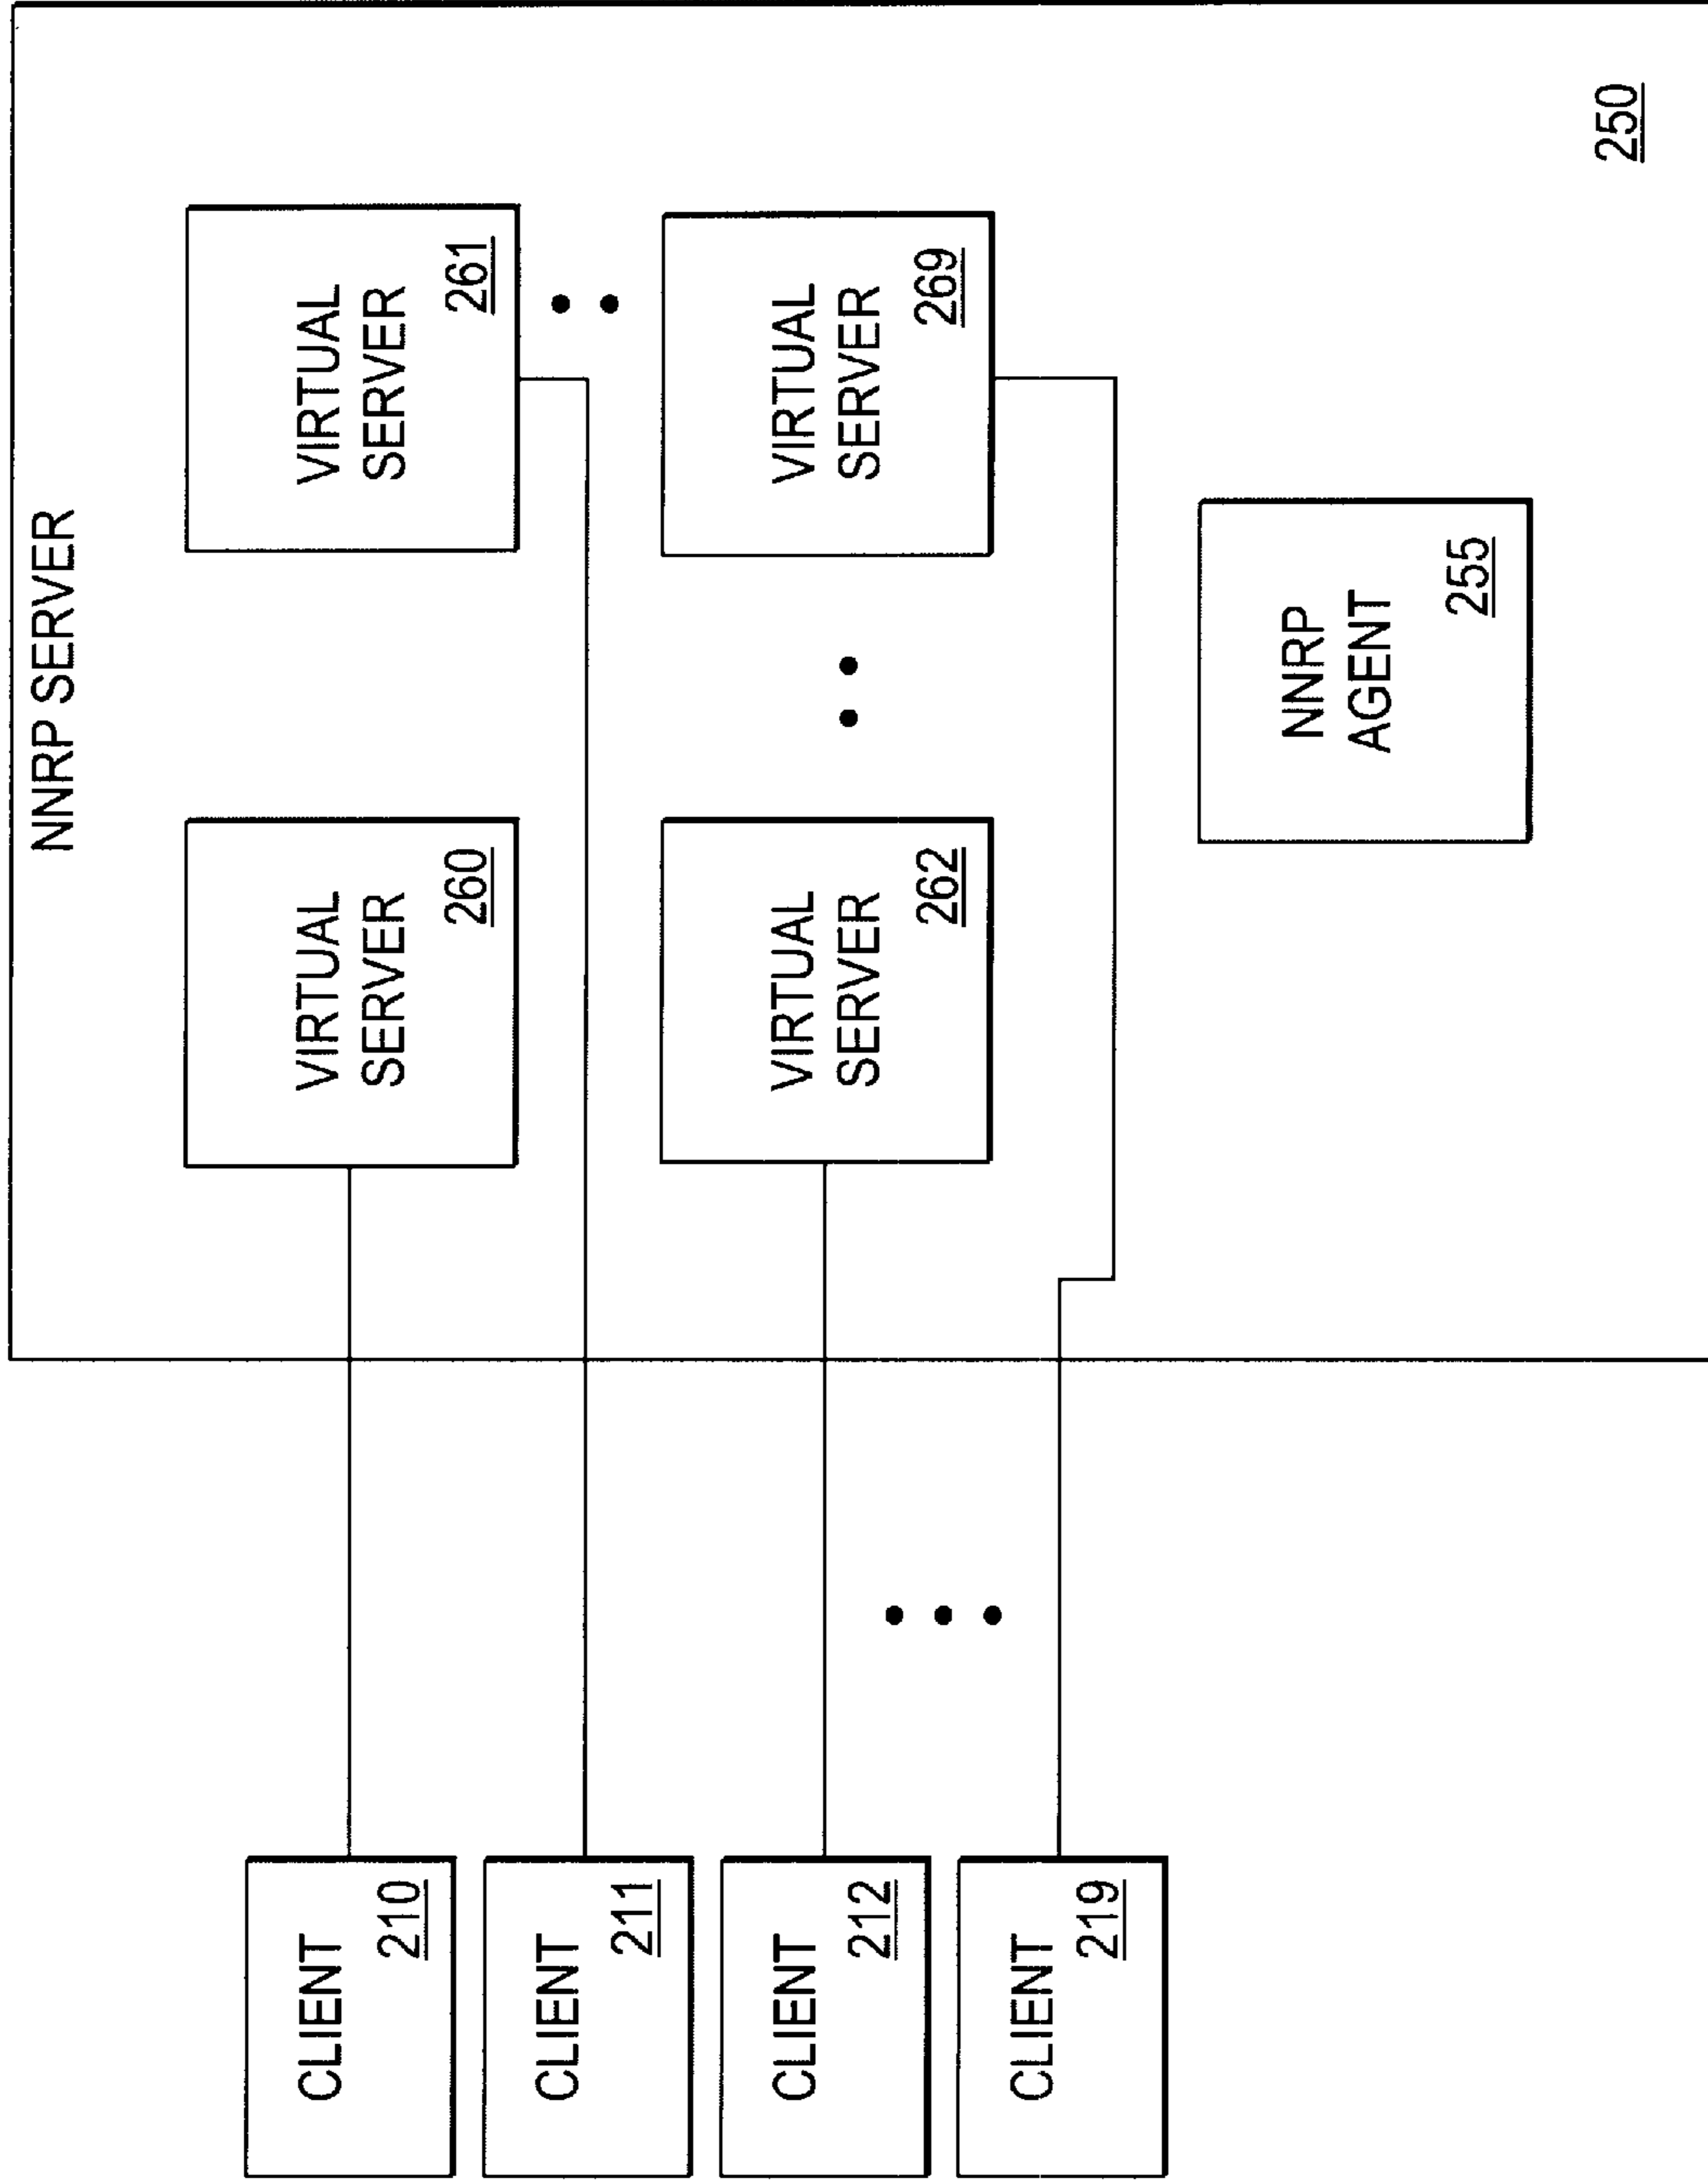 NNRP SERVER
CLIENT
210
VIRTUAL
SERVER
260
VIRTUAL
SERVER
261
CLIENT
211
CLIENT
212
VIRTUAL
SERVER
262
VIRTUAL
SERVER
269
CLIENT
219
NNRP
AGENT
255
250